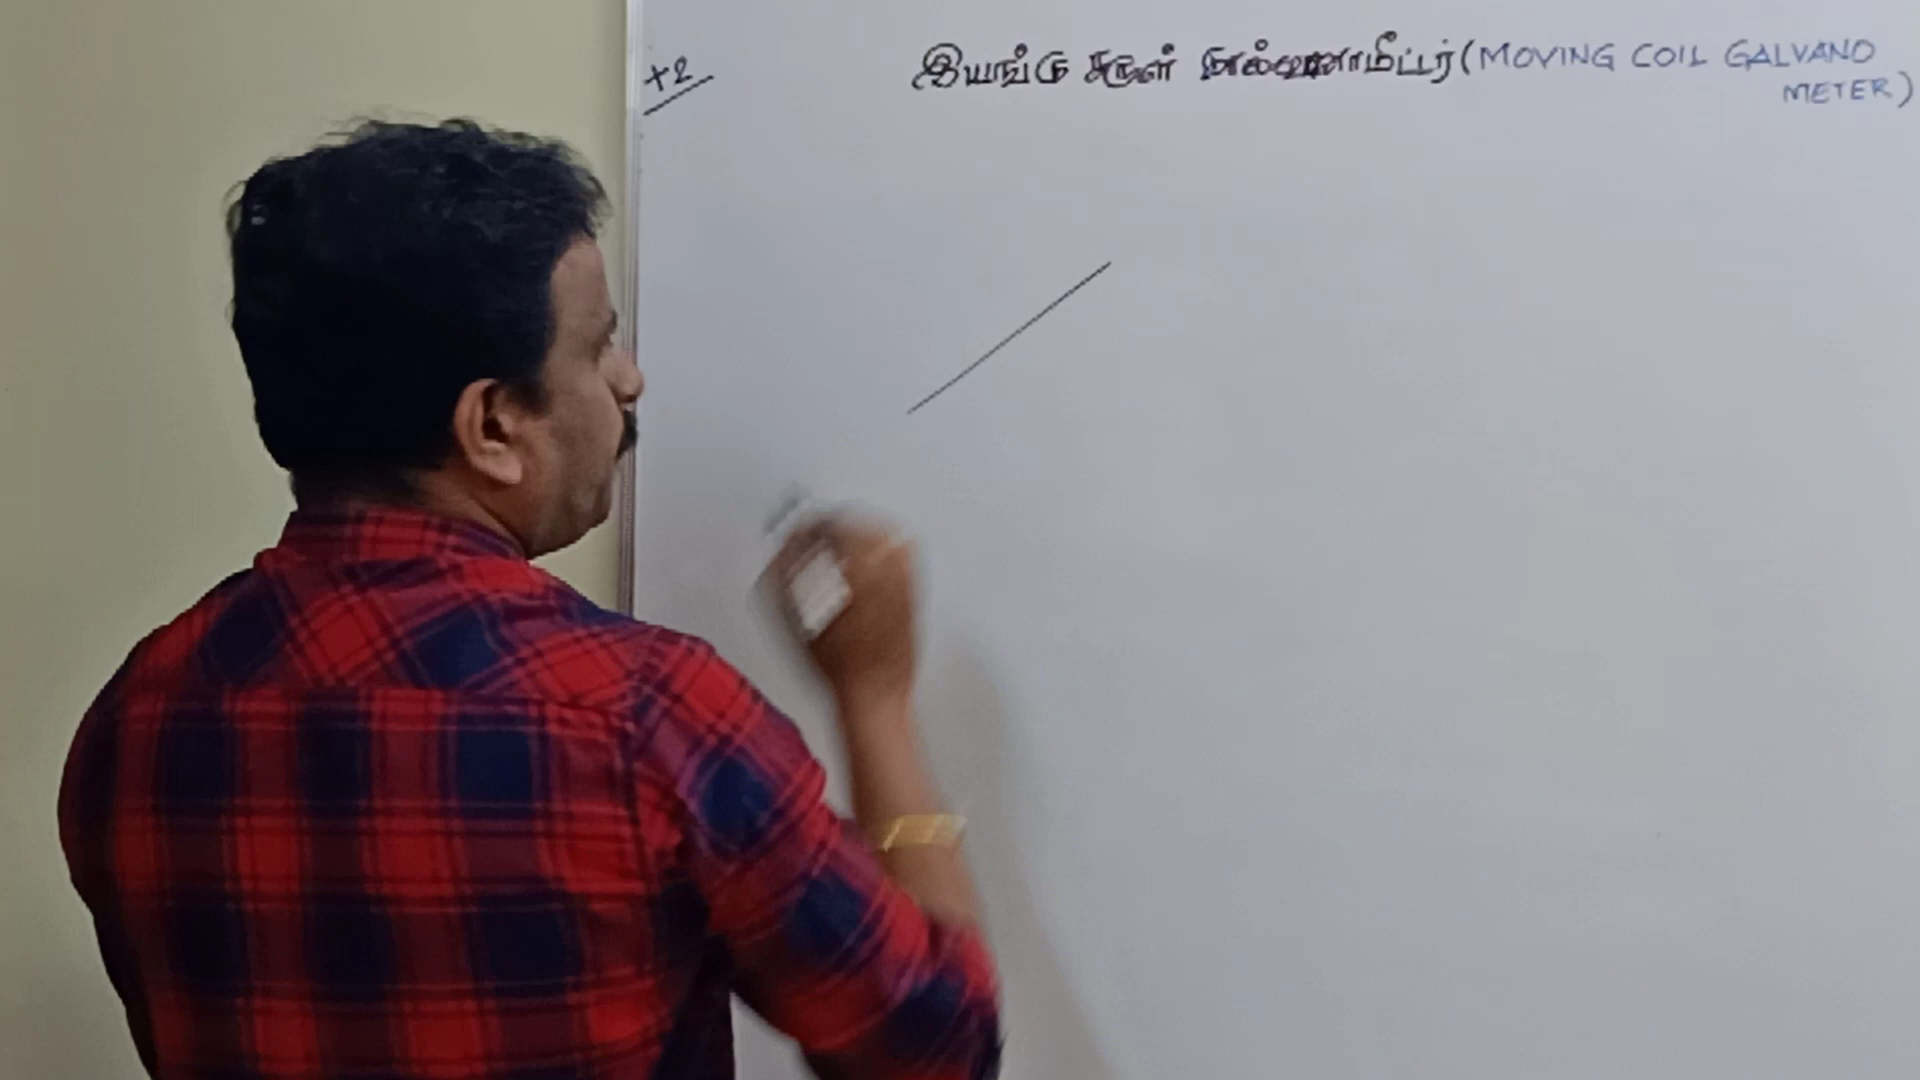 +2
இயங்கு சுருள் கால்வனாமீட்டர் (MOVING COIL GALVANO
METER)